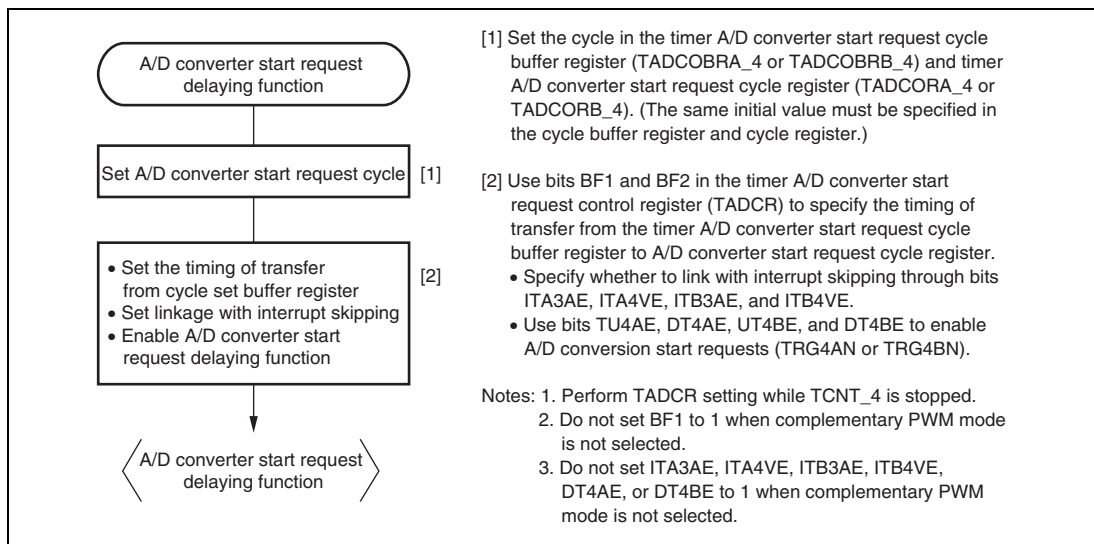 A/D converter start request
delaying function
Set A/D converter start request cycle
[1]
• Set the timing of transfer
from cycle set buffer register
• Set linkage with interrupt skipping
• Enable A/D converter start
request delaying function
[2]
A/D converter start request
delaying function
[1] Set the cycle in the timer A/D converter start request cycle
buffer register (TADCOBRA_4 or TADCOBRB_4) and timer
A/D converter start request cycle register (TADCORA_4 or
TADCORB_4). (The same initial value must be specified in
the cycle buffer register and cycle register.)
[2] Use bits BF1 and BF2 in the timer A/D converter start
request control register (TADCR) to specify the timing of
transfer from the timer A/D converter start request cycle
buffer register to A/D converter start request cycle register.
• Specify whether to link with interrupt skipping through bits
ITA3AE, ITA4VE, ITB3AE, and ITB4VE.
• Use bits TU4AE, DT4AE, UT4BE, and DT4BE to enable
A/D conversion start requests (TRG4AN or TRG4BN).
Notes: 1. Perform TADCR setting while TCNT_4 is stopped.
2. Do not set BF1 to 1 when complementary PWM mode
is not selected.
3. Do not set ITA3AE, ITA4VE, ITB3AE, ITB4VE,
DT4AE, or DT4BE to 1 when complementary PWM
mode is not selected.